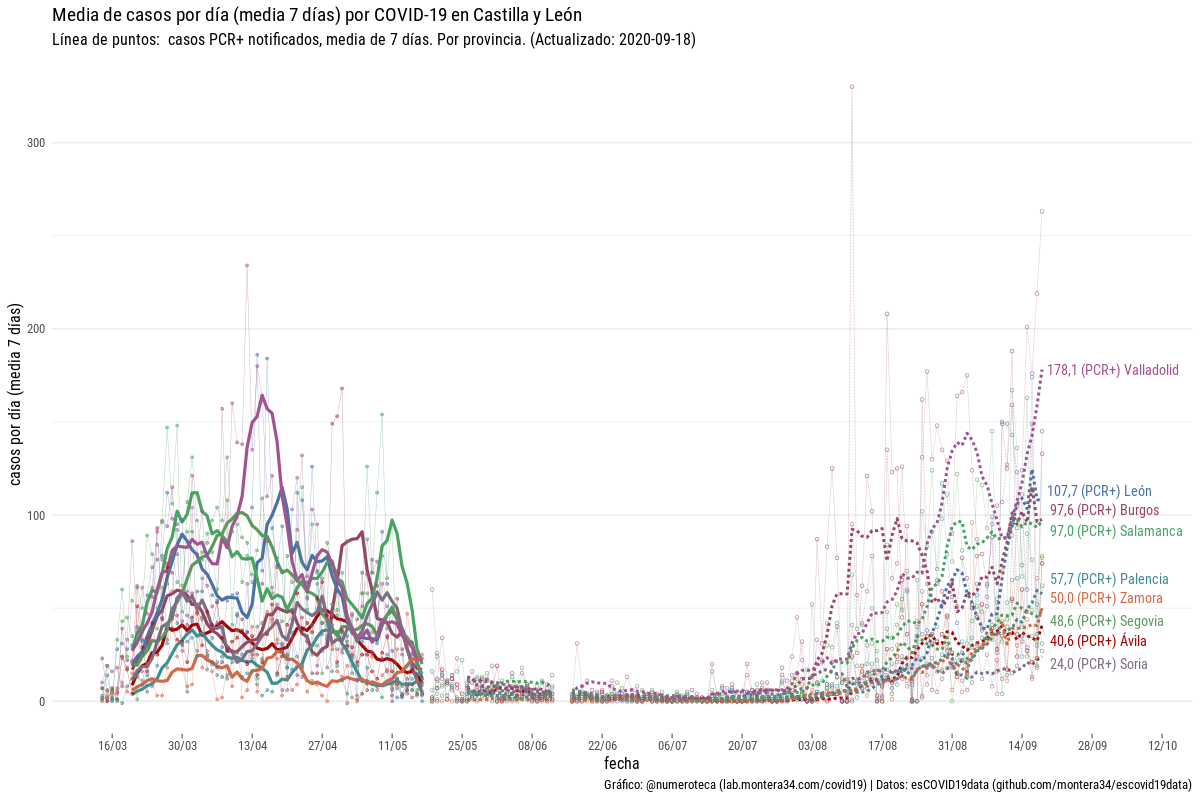 Media de casos por día (media 7 días) por COVID-19 en Castilla y León
Línea de puntos:  casos PCR+ notificados, media de 7 días. Por provincia. (Actualizado: 2020-09-18)
casos por día (media 7 días)
300
200
100
0
178,1 (PCR+) Valladolid
107,7 (PCR+) León
97,6 (PCR+) Burgos
97,0 (PCR+) Salamanca
57,7 (PCR+) Palencia
50,0 (PCR+) Zamora
48,6 (PCR+) Segovia
40,6 (PCR+) Ávila
24,0 (PCR+) Soria
16/03 30/03 13/04 27/04 11/05 25/05 08/06 22/06 06/07 20/07 03/08 17/08 31/08 14/09 28/09 12/10
fecha
Gráfico: @numeroteca (lab.montera34.com/covid19) | Datos: esCOVID19data (github.com/montera34/escovid19data)